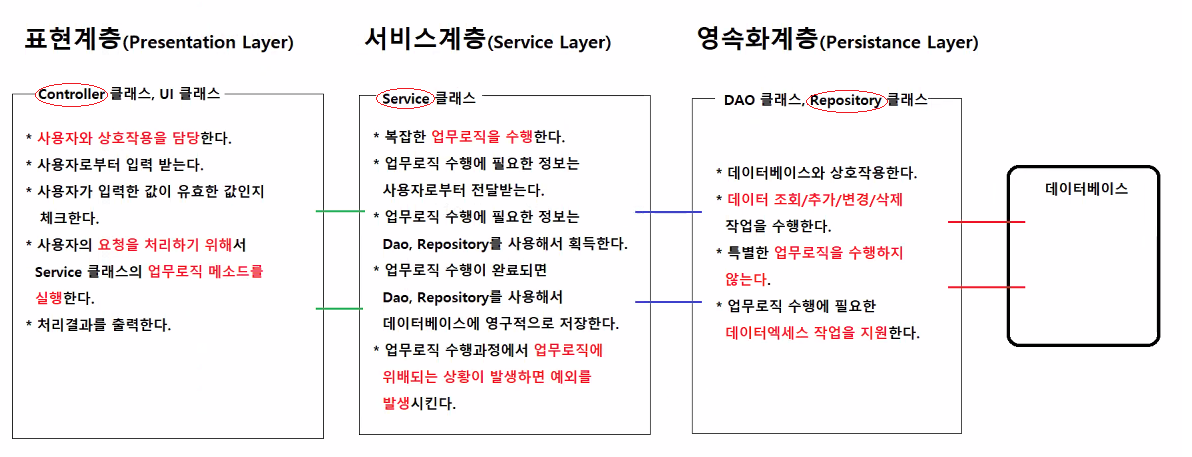 표현계층(Presentation Layer)
Controller 클래스, UI 클래스
* 사용자와 상호작용을 담당한다.
* 사용자로부터 입력 받는다.
* 사용자가 입력한 값이 유효한 값인지
체크한다.
* 사용자의 요청을 처리하기 위해서
Service 클래스의 업무로직 메소드를
실행한다.
* 처리결과를 출력한다.
서비스계층(Service Layer)
Service 클래스
* 복잡한 업무로직을 수행한다.
* 업무로직 수행에 필요한 정보는
사용자로부터 전달받는다.
* 업무로직 수행에 필요한 정보는
Dao, Repository를 사용해서 획득한다.
* 업무로직 수행이 완료되면
Dao, Repository를 사용해서
데이터베이스에 영구적으로 저장한다.
* 업무로직 수행과정에서 업무로직에
위배되는 상황이 발생하면 예외를
발생시킨다.
영속화계층(Persistance Layer)
DAO 클래스, Repository 클래스
* 데이터베이스와 상호작용한다.
* 데이터 조회/추가/변경/삭제
작업을 수행한다.
* 특별한 업무로직을 수행하지
않는다.
* 업무로직 수행에 필요한
데이터엑세스 작업을 지원한다.
데이터베이스